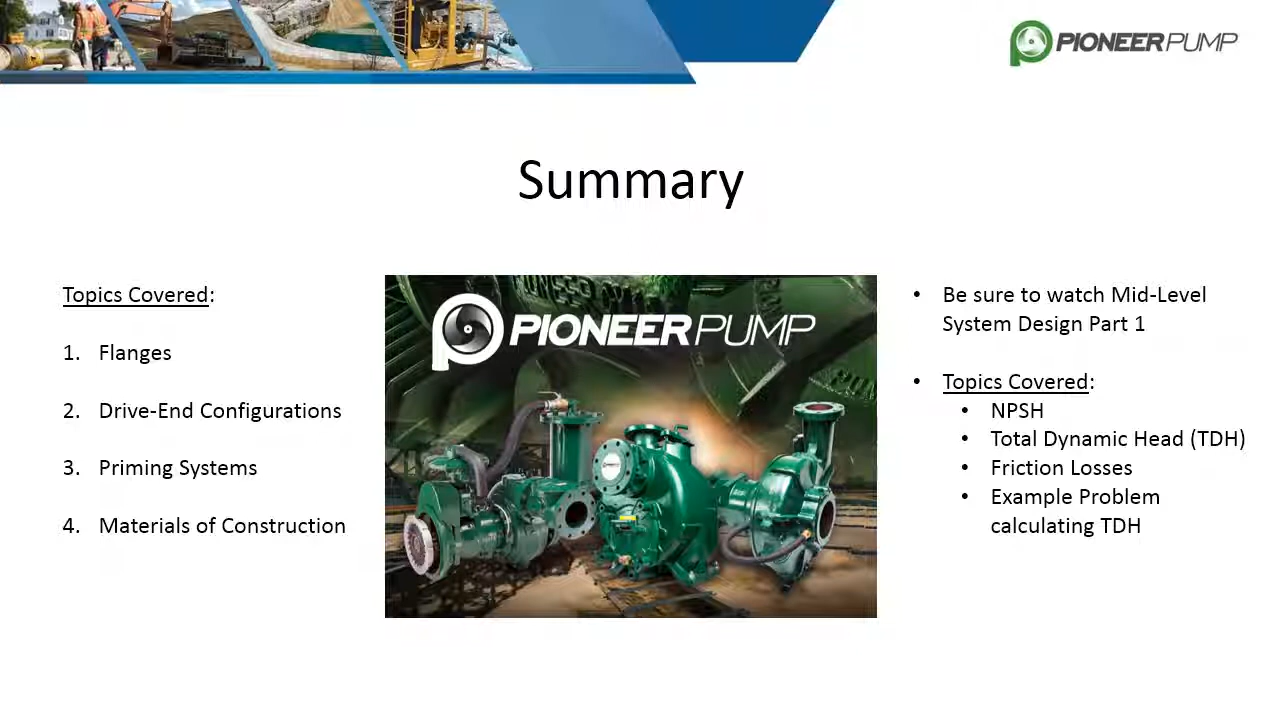 PIONEERPUMP
Summary
Topics Covered:
1. Flanges
2. Drive-End Configurations
3. Priming Systems
4. Materials of Construction
PIONEERPUMP
• Be sure to watch Mid-Level
System Design Part 1
• Topics Covered:
• NPSH
• Total Dynamic Head (TDH)
• Friction Losses
• Example Problem
calculating TDH